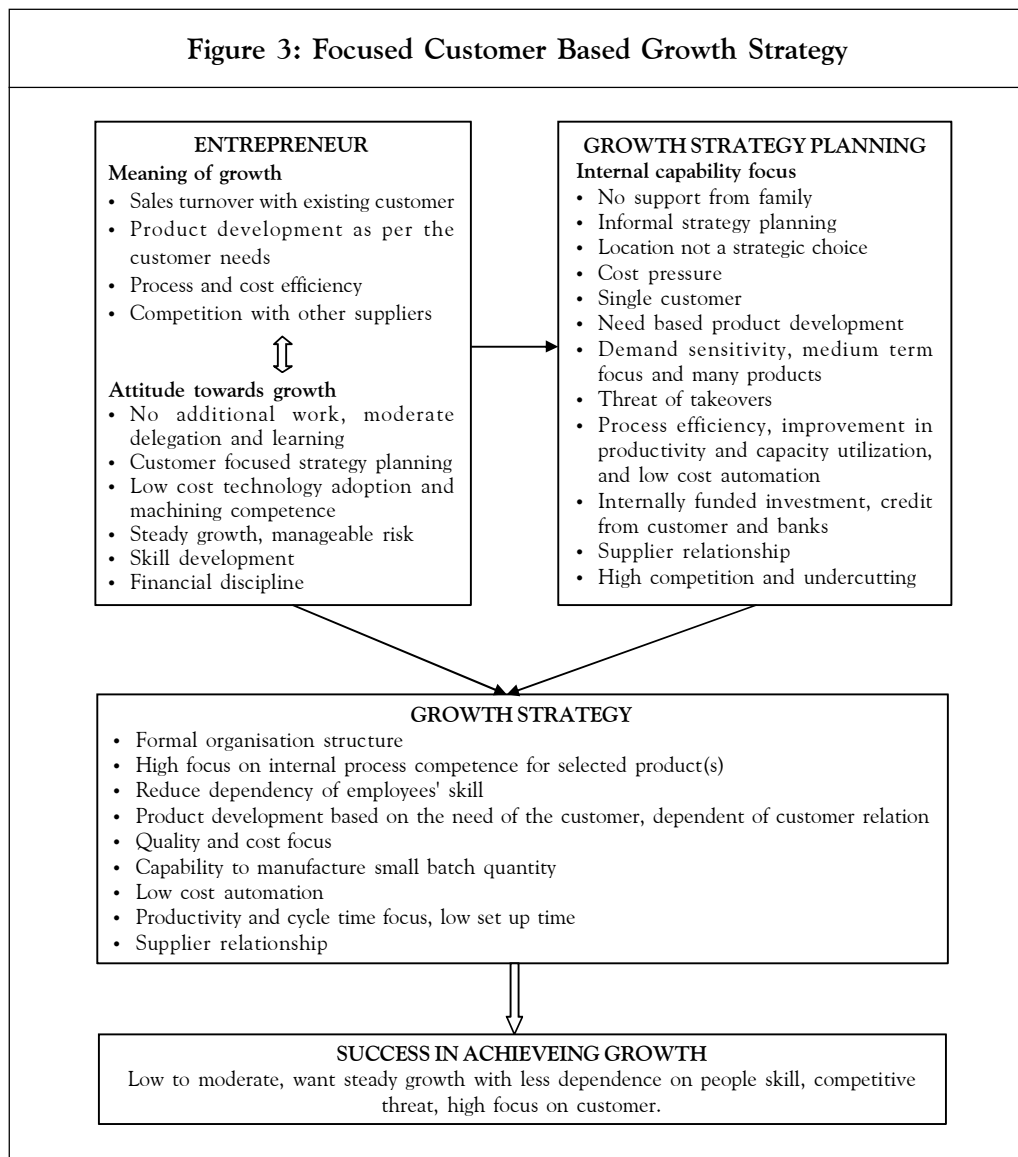 Figure 3: Focused Customer Based Growth Strategy
ENTREPRENEUR
Meaning of growth
• Sales turnover with existing customer
• Product development as per the
customer needs
• Process and cost efficiency
• Competition with other suppliers
Attitude towards growth
• No additional work, moderate
delegation and learning
• Customer focused strategy planning
• Low cost technology adoption and
machining competence
• Steady growth, manageable risk
• Skill development
• Financial discipline
GROWTH STRATEGY PLANNING
Internal capability focus
• No support from family
• Informal strategy planning
• Location not a strategic choice
• Cost pressure
• Single customer
• Need based product development
• Demand sensitivity, medium term
focus and many products
• Threat of takeovers
• Process efficiency, improvement in
productivity and capacity utilization,
and low cost automation
• Internally funded investment, credit
from customer and banks
• Supplier relationship
• High competition and undercutting
GROWTH STRATEGY
• Formal organisation structure
• High focus on internal process competence for selected product(s)
• Reduce dependency of employees' skill
• Product development based on the need of the customer, dependent of customer relation
• Quality and cost focus
• Capability to manufacture small batch quantity
• Low cost automation
• Productivity and cycle time focus, low set up time
• Supplier relationship
SUCCESS IN ACHIEVEING GROWTH
Low to moderate, want steady growth with less dependence on people skill, competitive
threat, high focus on customer.